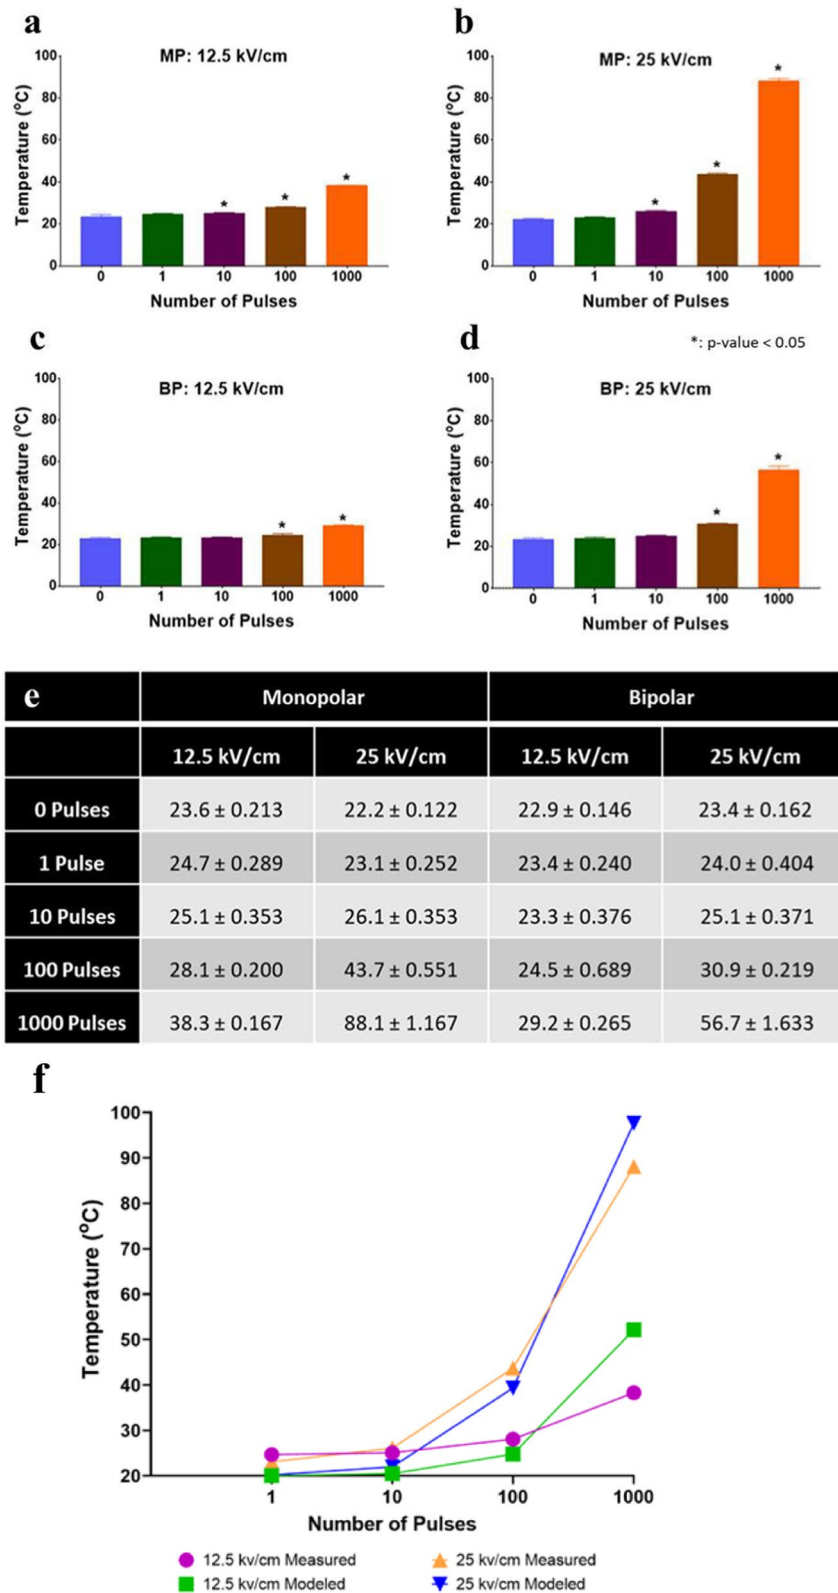 a
MP: 12.5 kV/cm
100
80
60
40
20
0
Temperature (°C)
* * *
0 1 10 100 1000
Number of Pulses
b
MP: 25 kV/cm
100
80
60
40
20
0
Temperature (°C)
* * *
0 1 10 100 1000
Number of Pulses
c
BP: 12.5 kV/cm
100
80
60
40
20
0
Temperature (°C)
* *
0 1 10 100 1000
Number of Pulses
d
*: p-value < 0.05
BP: 25 kV/cm
100
80
60
40
20
0
Temperature (°C)
* *
0 1 10 100 1000
Number of Pulses
e Monopolar Bipolar
12.5 kV/cm 25 kV/cm 12.5 kV/cm 25 kV/cm
0 Pulses 23.6 ± 0.213 22.2 ± 0.122 22.9 ± 0.146 23.4 ± 0.162
1 Pulse 24.7 ± 0.289 23.1 ± 0.252 23.4 ± 0.240 24.0 ± 0.404
10 Pulses 25.1 ± 0.353 26.1 ± 0.353 23.3 ± 0.376 25.1 ± 0.371
100 Pulses 28.1 ± 0.200 43.7 ± 0.551 24.5 ± 0.689 30.9 ± 0.219
1000 Pulses 38.3 ± 0.167 88.1 ± 1.167 29.2 ± 0.265 56.7 ± 1.633
f
100
90
80
70
60
50
40
30
20
Temperature (°C)
1 10 100 1000
Number of Pulses
12.5 kv/cm Measured 25 kv/cm Measured
12.5 kv/cm Modeled 25 kv/cm Modeled